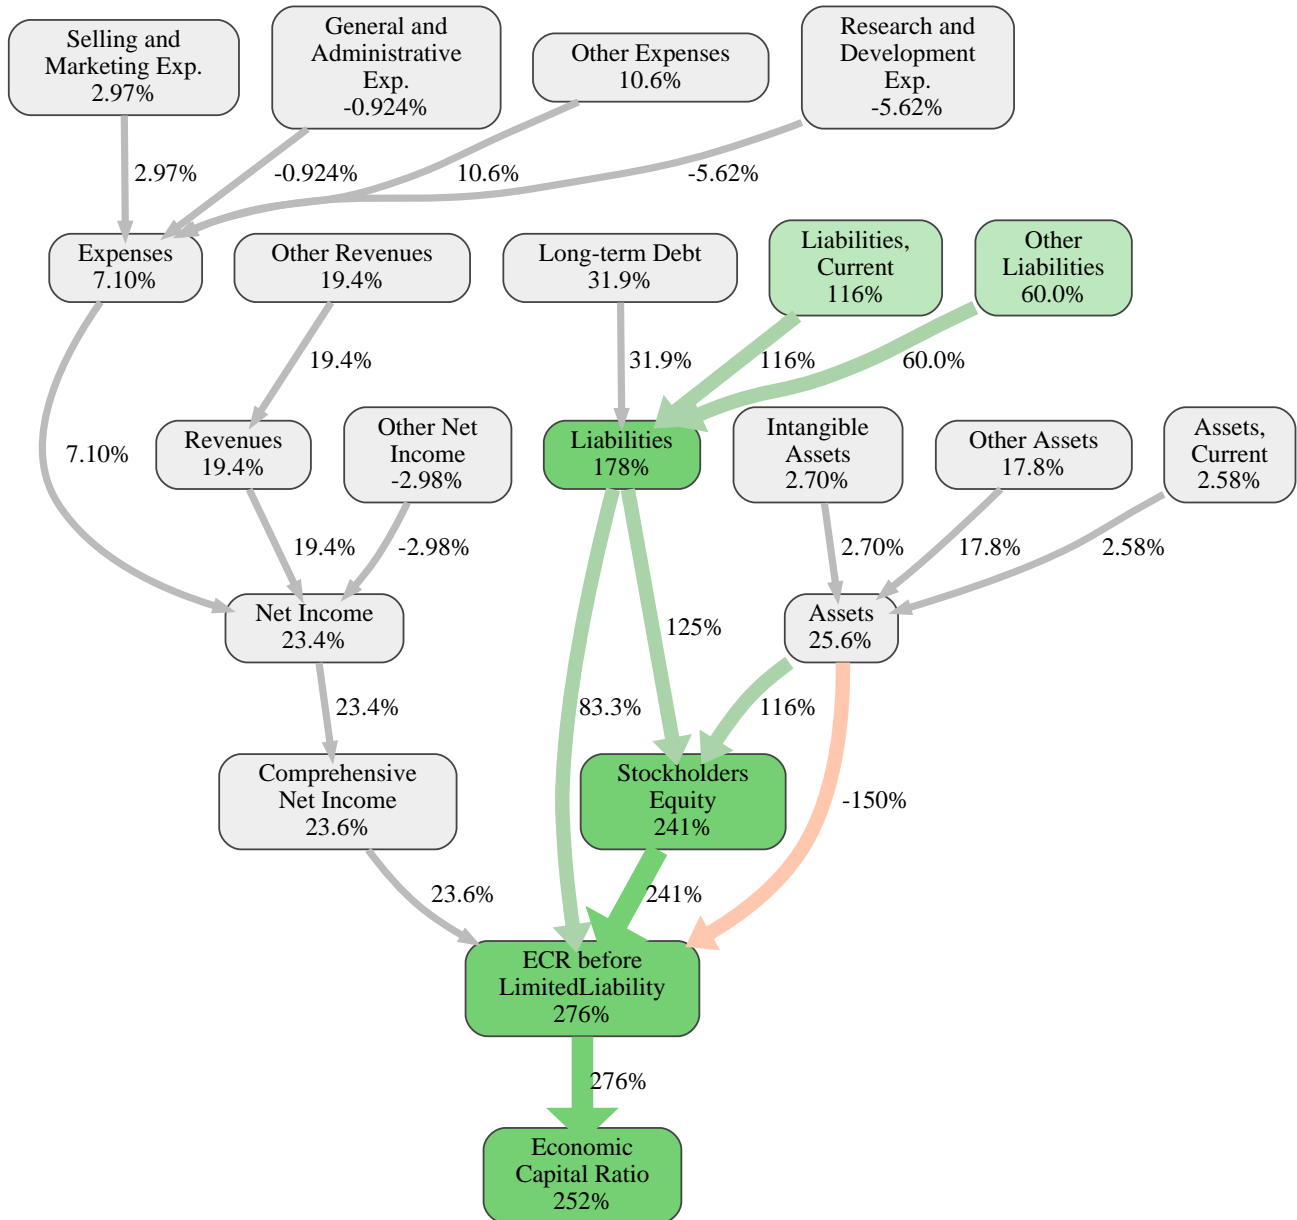 Selling and
Marketing Exp.
2.97%
General and
Administrative
Exp.
-0.924%
Other Expenses
10.6%
Research and
Development
Exp.
-5.62%
2.97%
-0.924%
10.6%
-5.62%
Expenses
7.10%
Other Revenues
19.4%
Long-term Debt
31.9%
Liabilities,
Current
116%
Other
Liabilities
60.0%
19.4%
31.9%
116%
60.0%
7.10%
Revenues
19.4%
Other Net
Income
-2.98%
Liabilities
178%
Intangible
Assets
2.70%
Other Assets
17.8%
Assets,
Current
2.58%
19.4%
-2.98%
2.70%
17.8%
2.58%
Net Income
23.4%
125%
Assets
25.6%
23.4%
83.3%
116%
Comprehensive
Net Income
23.6%
Stockholders
Equity
241%
-150%
23.6%
241%
ECR before
LimitedLiability
276%
276%
Economic
Capital Ratio
252%